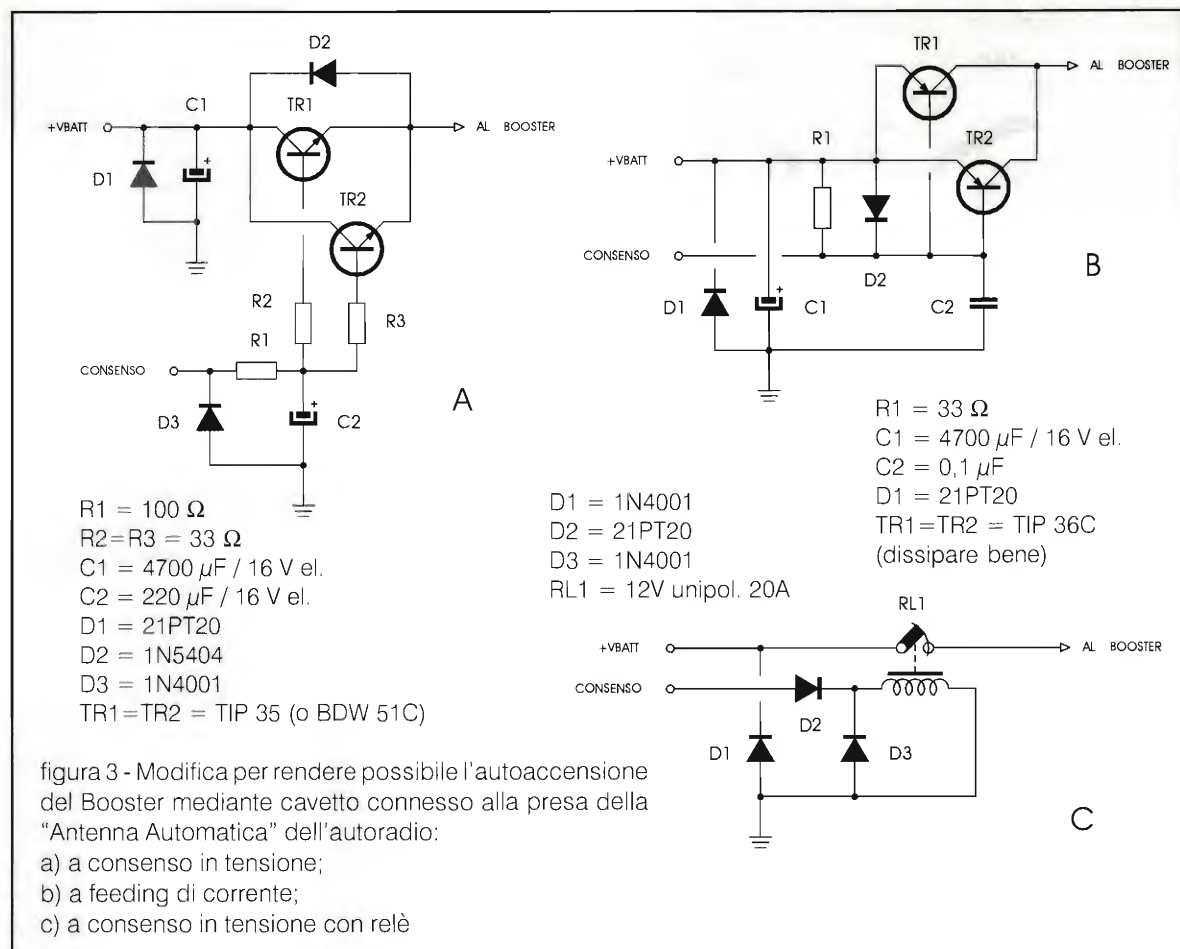 D2
C1
TR1
+VBATT
AL BOOSTER
D1
+
TR2
R2
R3
R1
CONSENSO
D3
+
C2
A
R1 = 100 Ω
R2=R3 = 33 Ω
C1 = 4700 µF / 16 V el.
C2 = 220 µF / 16 V el.
D1 = 21PT20
D2 = 1N5404
D3 = 1N4001
TR1=TR2 = TIP 35 (o BDW 51C)
TR1
AL BOOSTER
TR2
R1
+VBATT
CONSENSO
D2
B
D1
+
C1
C2
R1 = 33 Ω
C1 = 4700 µF / 16 V el.
C2 = 0,1 µF
D1 = 21PT20
TR1=TR2 = TIP 36C
(dissipare bene)
D1 = 1N4001
D2 = 21PT20
D3 = 1N4001
RL1 = 12V unipol. 20A
RL1
+VBATT
AL BOOSTER
CONSENSO
D2
D1
D3
C
figura 3 - Modifica per rendere possibile l'autoaccensione
del Booster mediante cavetto connesso alla presa della
"Antenna Automatica" dell'autoradio:
a) a consenso in tensione;
b) a feeding di corrente;
c) a consenso in tensione con relè